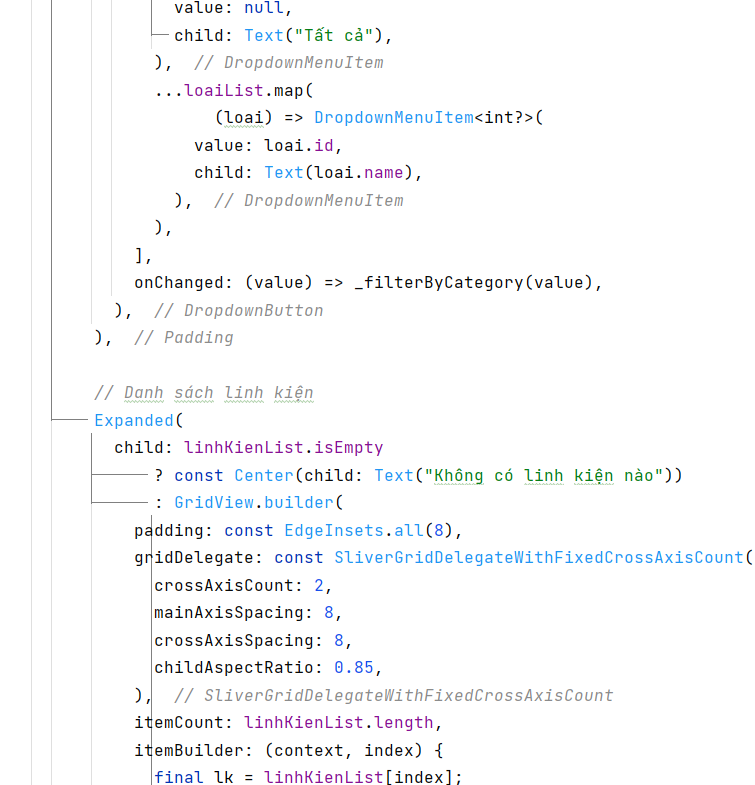 value: null,
child: Text("Tất cả"),
), // DropdownMenuItem
...loaiList.map(
(loai) => DropdownMenuItem<int?>(
value: loai.id,
child: Text(loai.name),
), // DropdownMenuItem
),
],
onChanged: (value) => _filterByCategory(value),
), // DropdownButton
), // Padding
// Danh sách linh kiện
Expanded(
child: linhKienList.isEmpty
? const Center(child: Text("Không có linh kiện nào"))
: GridView.builder(
padding: const EdgeInsets.all(8),
gridDelegate: const SliverGridDelegateWithFixedCrossAxisCount(
crossAxisCount: 2,
mainAxisSpacing: 8,
crossAxisSpacing: 8,
childAspectRatio: 0.85,
), // SliverGridDelegateWithFixedCrossAxisCount
itemCount: linhKienList.length,
itemBuilder: (context, index) {
final lk = linhKienList[index];